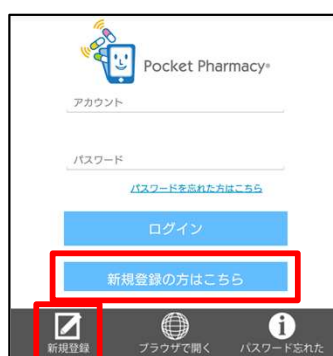 Pocket Pharmacy®
アカウント
パスワード
パスワードを忘れた方はこちら
ログイン
新規登録の方はこちら
新規登録
ブラウザで開く
パスワード忘れた